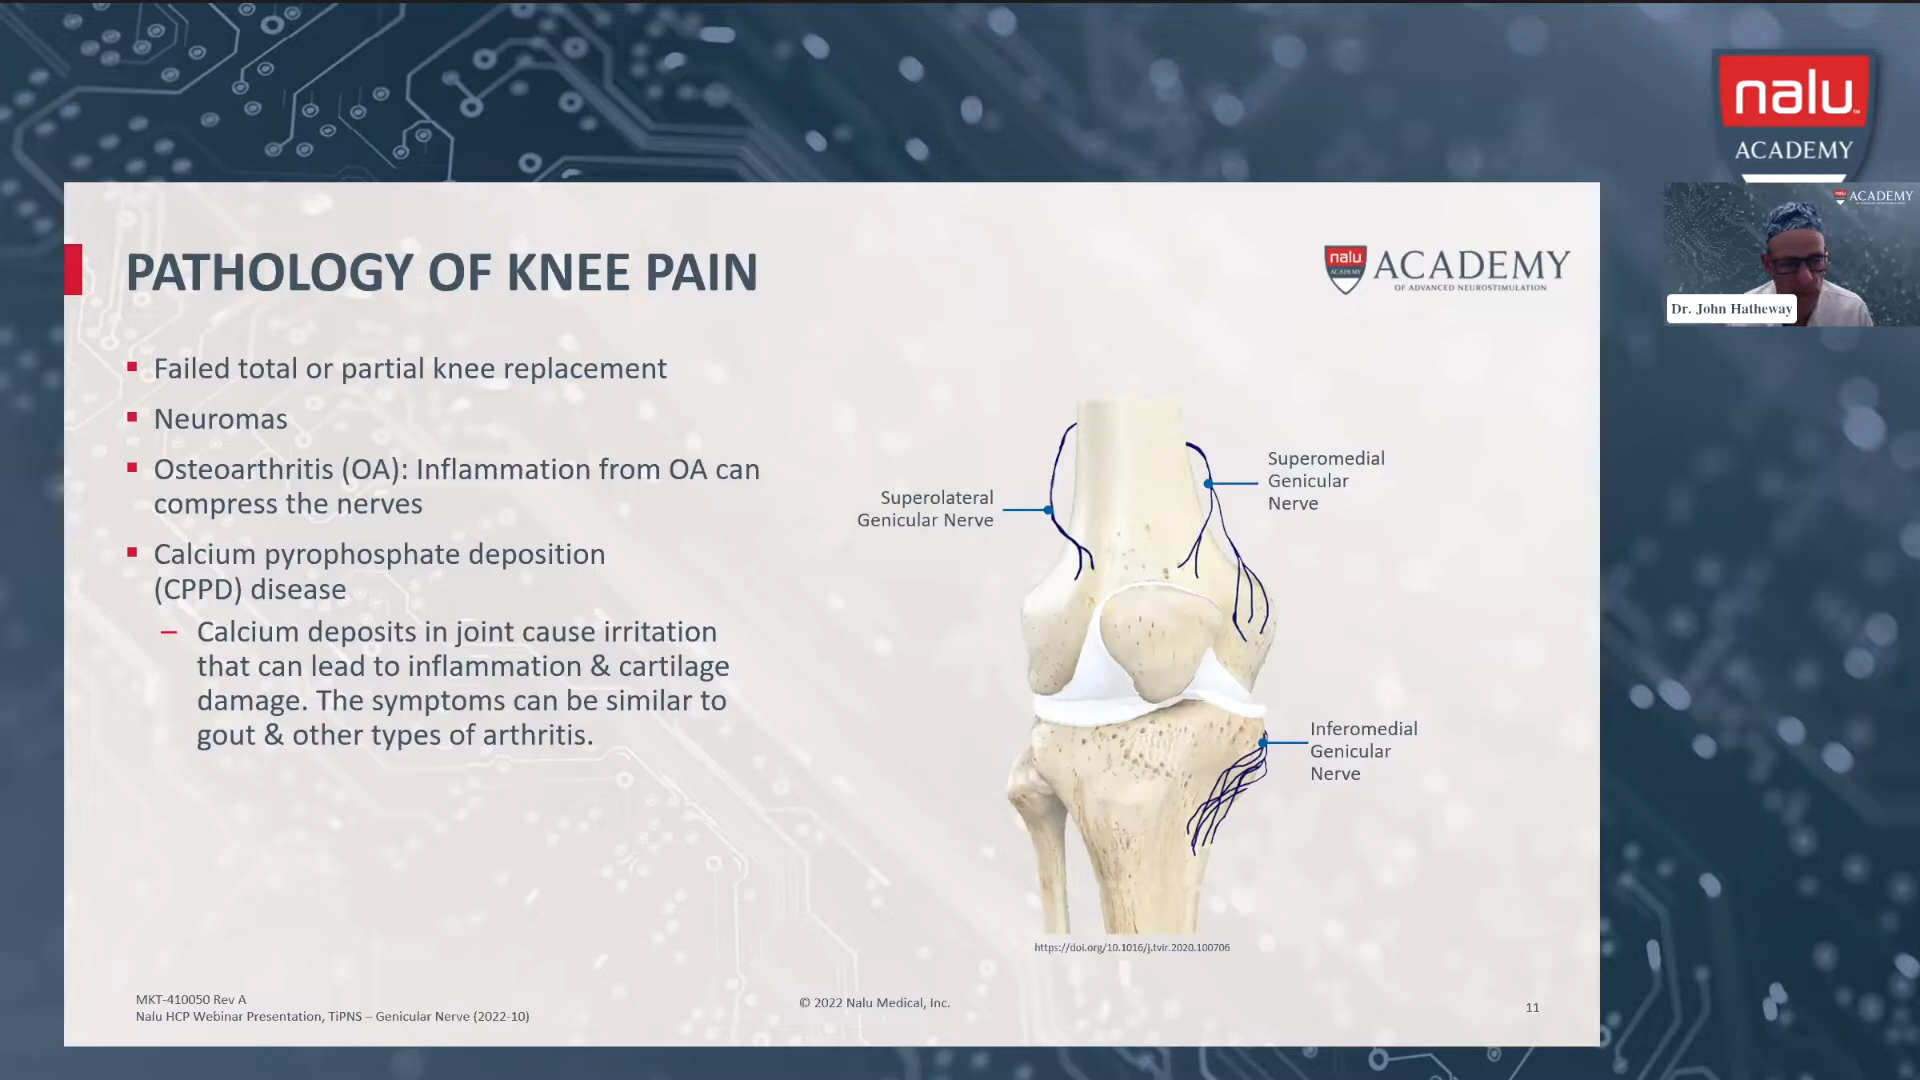 nalu
ACADEMY
ACADEMY
Dr. John Hatheway
PATHOLOGY OF KNEE PAIN
nalu
ACADEMY
ACADEMY
OF ADVANCED NEUROSTIMULATION
▪ Failed total or partial knee replacement
▪ Neuromas
▪ Osteoarthritis (OA): Inflammation from OA can
compress the nerves
▪ Calcium pyrophosphate deposition
(CPPD) disease
– Calcium deposits in joint cause irritation
that can lead to inflammation & cartilage
damage. The symptoms can be similar to
gout & other types of arthritis.
Superolateral
Genicular Nerve
Superomedial
Genicular
Nerve
Inferomedial
Genicular
Nerve
https://doi.org/10.1016/j.tvir.2020.100706
MKT-410050 Rev A
Nalu HCP Webinar Presentation, TiPNS – Genicular Nerve (2022-10)
© 2022 Nalu Medical, Inc.
11